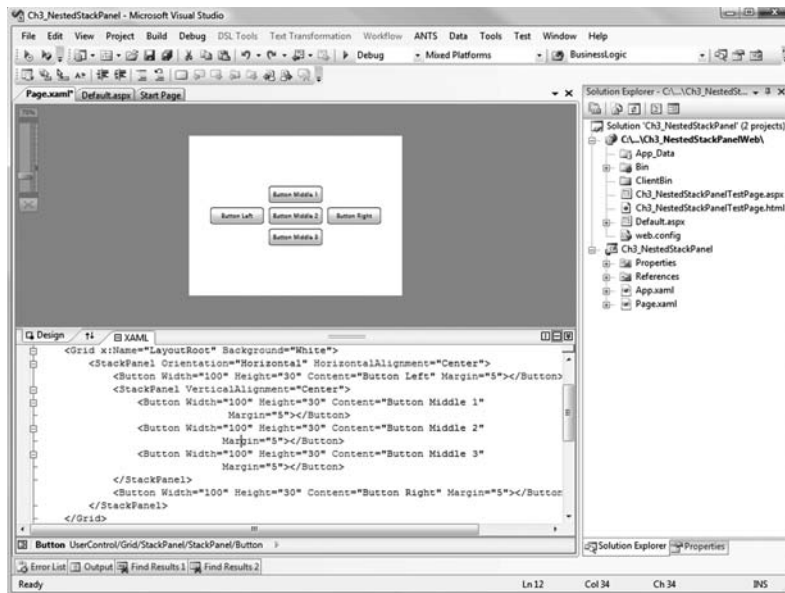 Ch3_NestedStackPanel - Microsoft Visual Studio
File Edit View Project Build Debug DSL Tools Text Transformation Workflow ANTS Data Tools Test Window Help
Debug Mixed Platforms BusinessLogic
Page.xaml* Default.aspx Start Page
Button Middle 1
Button Left Button Middle 2 Button Right
Button Middle 3
Design XAML
<Grid x:Name="LayoutRoot" Background="White">
<StackPanel Orientation="Horizontal" HorizontalAlignment="Center">
<Button Width="100" Height="30" Content="Button Left" Margin="5"></Button>
<StackPanel VerticalAlignment="Center">
<Button Width="100" Height="30" Content="Button Middle 1"
Margin="5"></Button>
<Button Width="100" Height="30" Content="Button Middle 2"
Margin="5"></Button>
<Button Width="100" Height="30" Content="Button Middle 3"
Margin="5"></Button>
</StackPanel>
<Button Width="100" Height="30" Content="Button Right" Margin="5"></Button
</StackPanel>
</Grid>
Button UserControl/Grid/StackPanel/StackPanel/Button
Error List Output Find Results 1 Find Results 2
Ready Ln 12 Col 34 Ch 34 INS
Solution Explorer - C:\...\Ch3_NestedSt...
Solution 'Ch3_NestedStackPanel' (2 projects)
C:\...\Ch3_NestedStackPanelWeb\
App_Data
Bin
ClientBin
Ch3_NestedStackPanelTestPage.aspx
Ch3_NestedStackPanelTestPage.html
Default.aspx
web.config
Ch3_NestedStackPanel
Properties
References
App.xaml
Page.xaml
Solution Explorer Properties